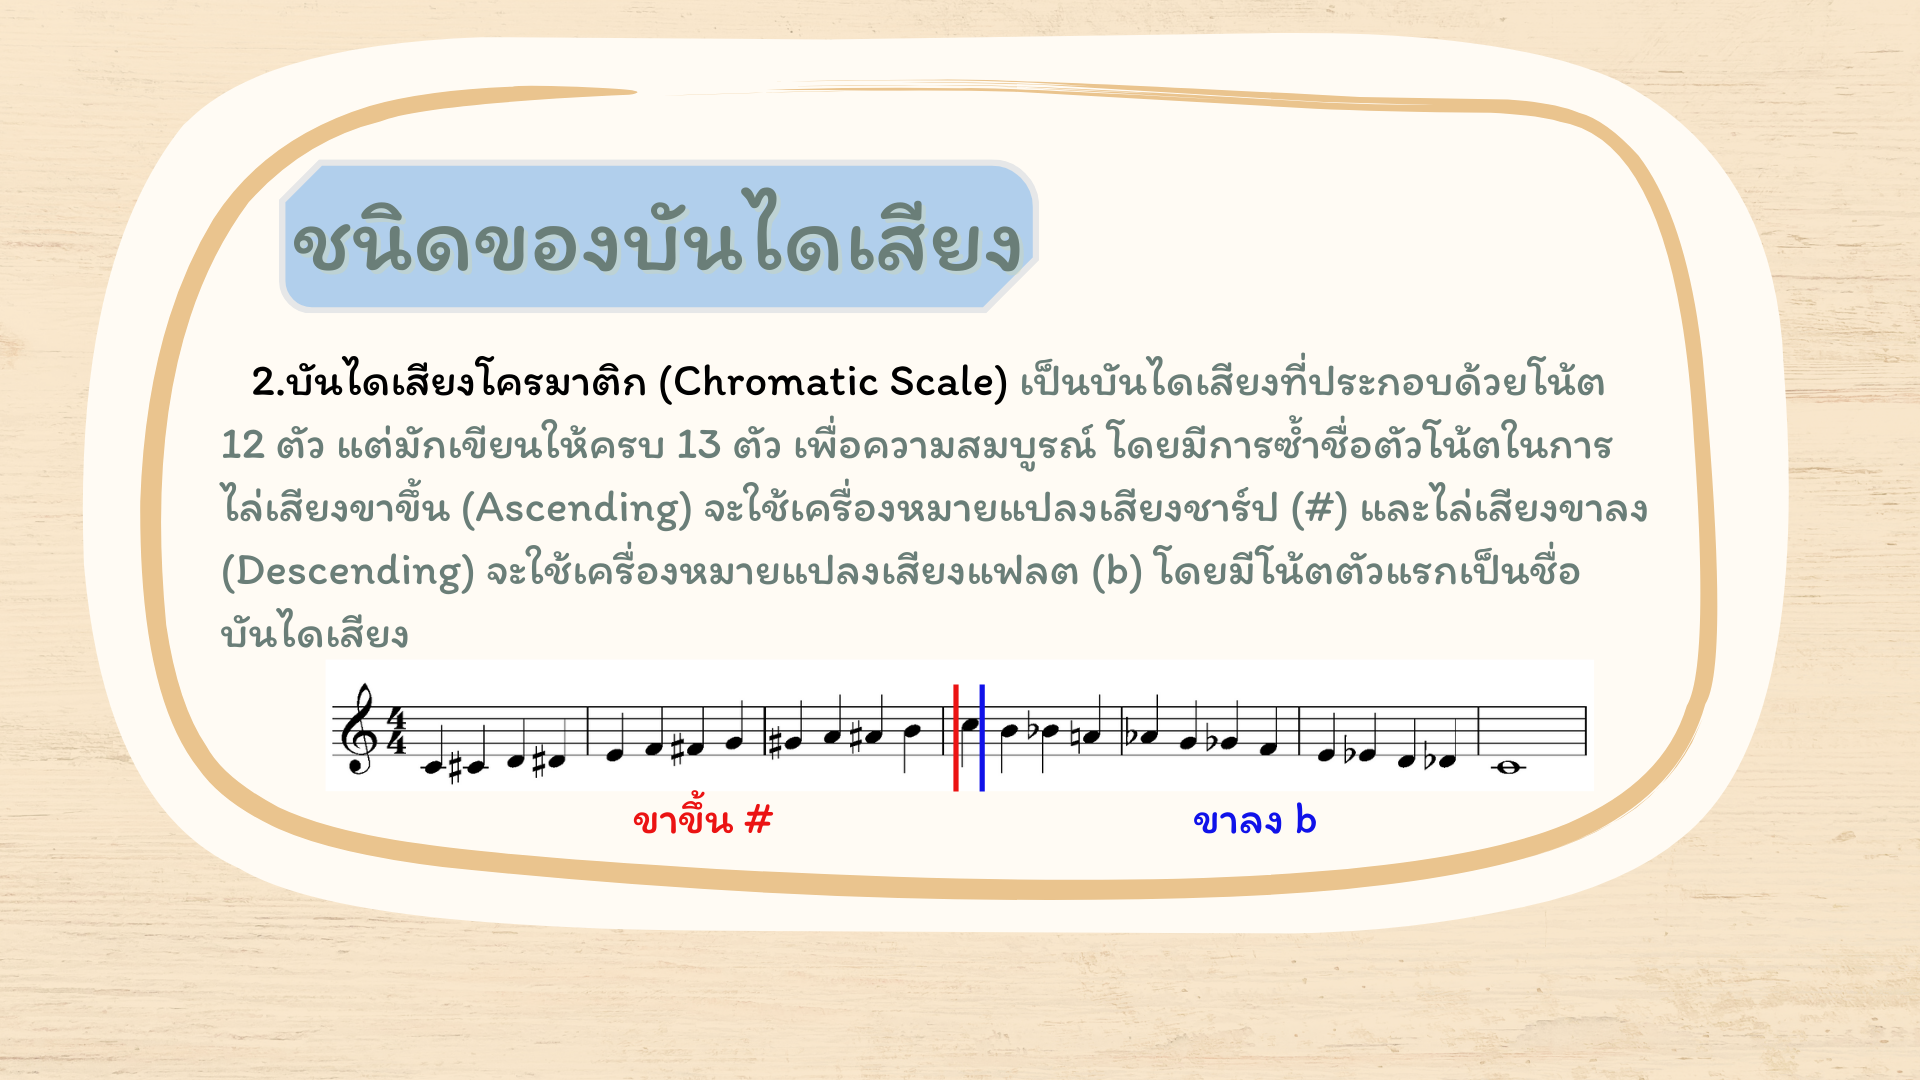 ชนิดของบันไดเสียง
2.บันไดเสียงโครมาติก (Chromatic Scale) เป็นบันไดเสียงที่ประกอบด้วยโน้ต
12 ตัว แต่มักเขียนให้ครบ 13 ตัว เพื่อความสมบูรณ์ โดยมีการซ้ำชื่อตัวโน้ตในการ
ไล่เสียงขาขึ้น (Ascending) จะใช้เครื่องหมายแปลงเสียงชาร์ป (#) และไล่เสียงขาลง
(Descending) จะใช้เครื่องหมายแปลงเสียงแฟลต (b) โดยมีโน้ตตัวแรกเป็นชื่อ
บันไดเสียง
4
4
ขาขึ้น #
ขาลง b